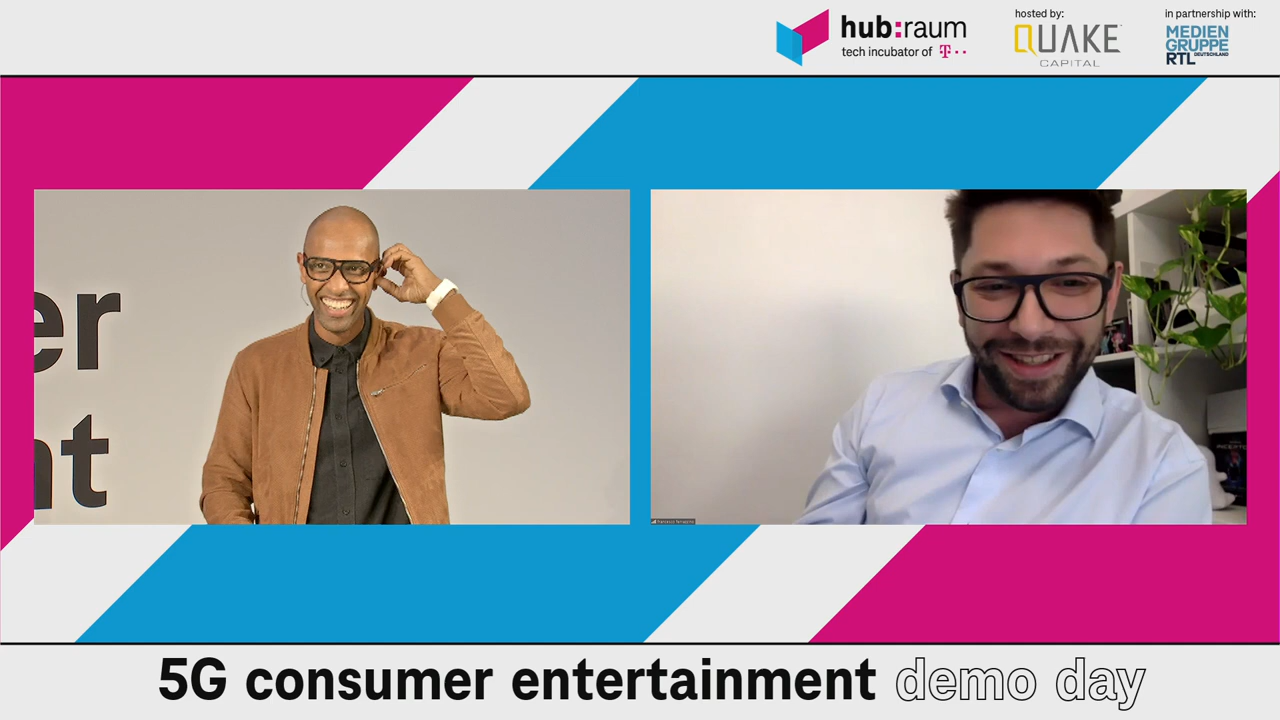 hub:raum
tech incubator of T
hosted by:
QUAKE
CAPITAL
in partnership with:
MEDIEN
GRUPPE
RTL DEUTSCHLAND
er
nt
5G consumer entertainment demo day